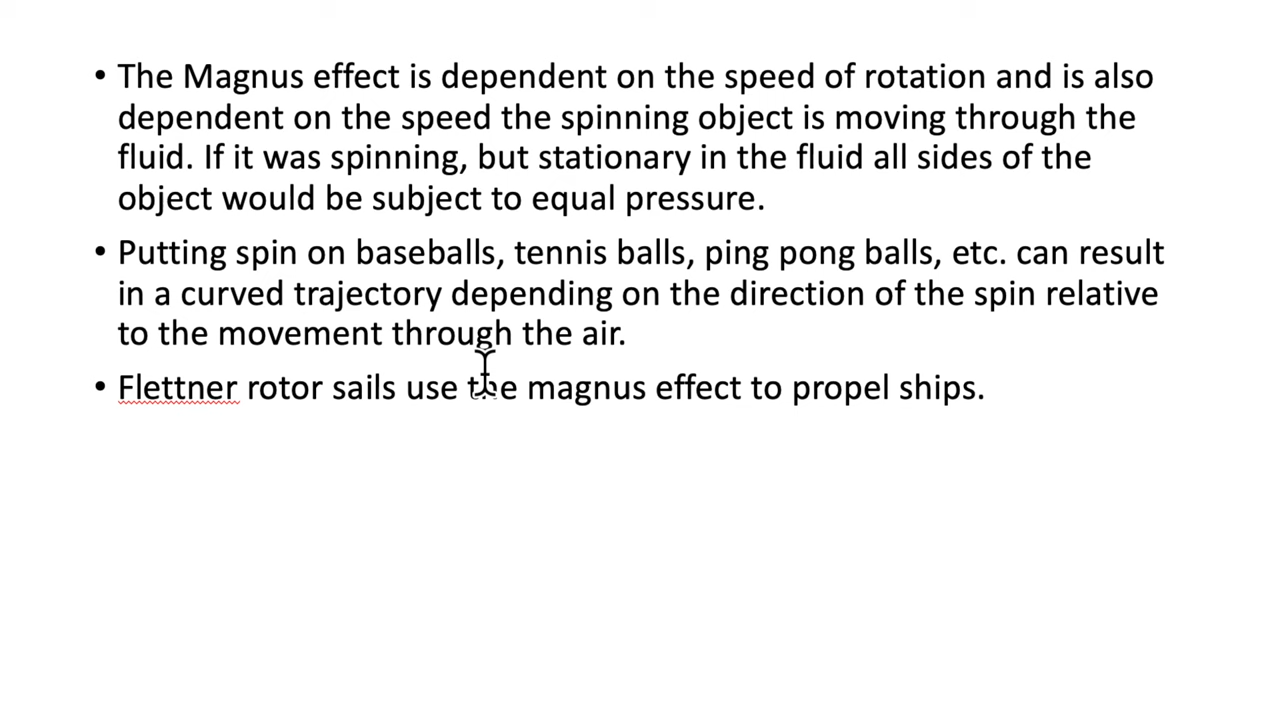 • The Magnus effect is dependent on the speed of rotation and is also
dependent on the speed the spinning object is moving through the
fluid. If it was spinning, but stationary in the fluid all sides of the
object would be subject to equal pressure.
• Putting spin on baseballs, tennis balls, ping pong balls, etc. can result
in a curved trajectory depending on the direction of the spin relative
to the movement through the air.
• Flettner rotor sails use the magnus effect to propel ships.